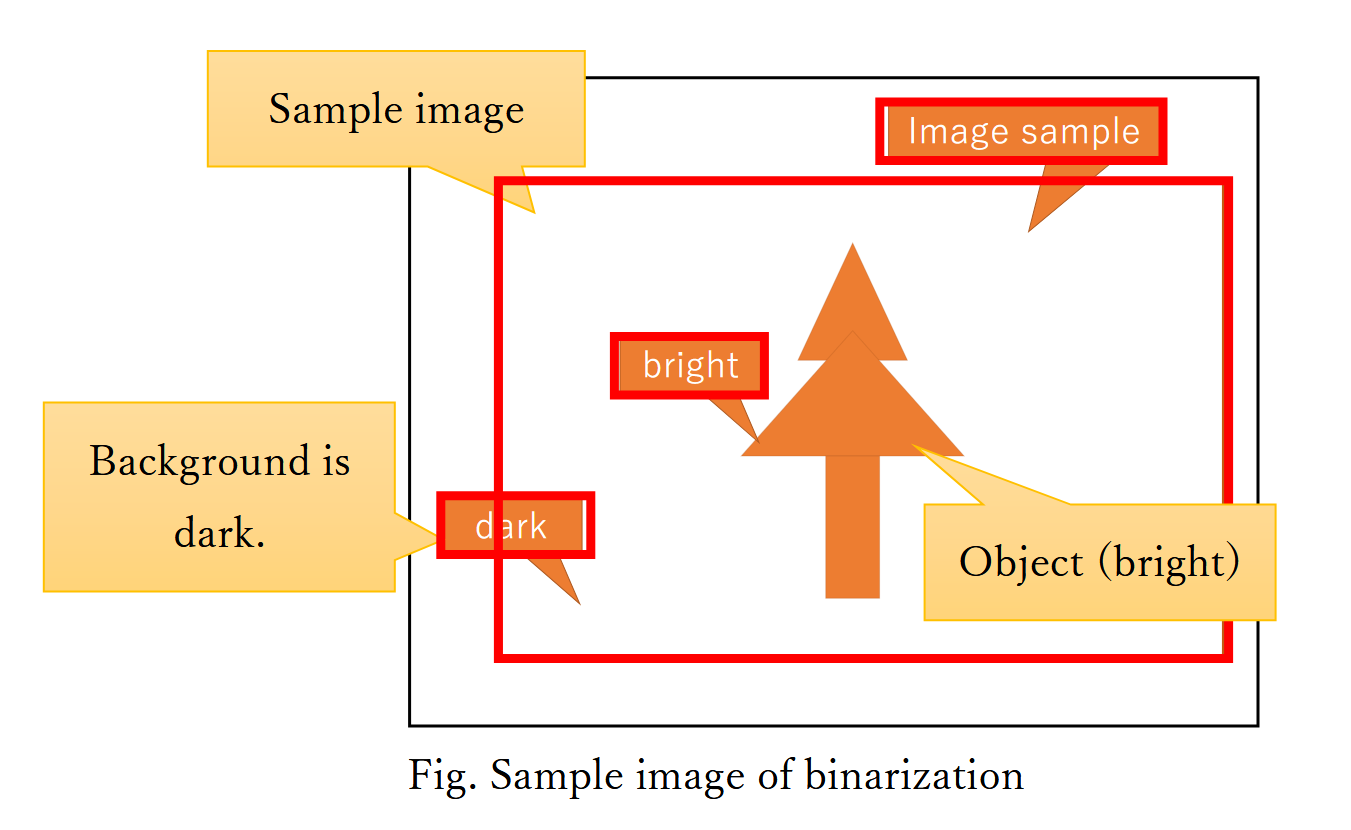 Sample image
Image sample
bright
Background is
dark.
dark
Object (bright)
Fig. Sample image of binarization